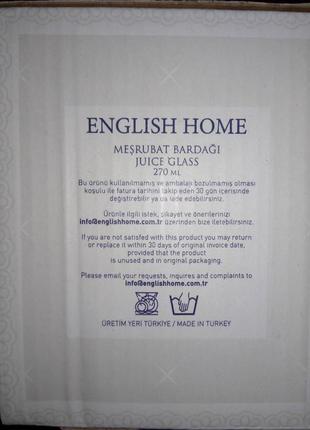 ENGLISH HOME
MEŞRUBAT BARDAĞI
JUICE GLASS
270 ML
Bu ürünü kullanılmamış ve ambalajı bozulmamış olması
koşulu ile fatura tarihini takip eden 30 gün içerisinde
değiştirebilir ya da iade edebilirsiniz.
Ürünle ilgili istek, şikayet ve önerilerinizi
info@englishhome.com.tr üzerinden bize iletebilirsiniz.
If you are not satisfied with this product you may return
or replace it within 30 days of original invoice date,
provided that the product
is unused and in original packaging.
Please email your requests, inquires and complaints to
info@englishhome.com.tr
ÜRETİM YERİ TÜRKİYE / MADE IN TURKEY